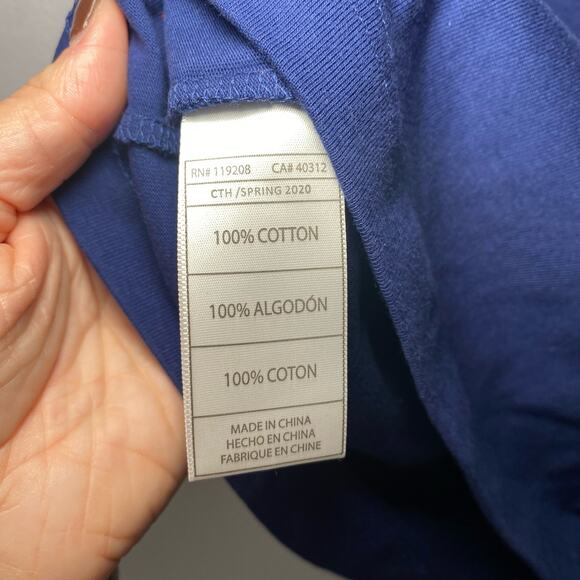 RN# 119208 CA# 40312
CTH /SPRING 2020
100% COTTON
100% ALGODÓN
100% COTON
MADE IN CHINA
HECHO EN CHINA
FABRIQUE EN CHINE